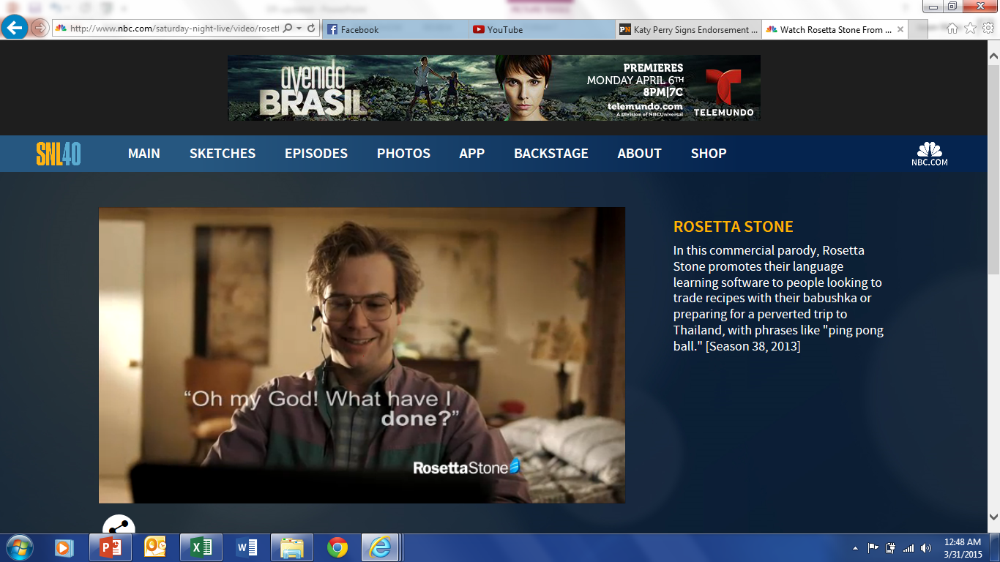 http://www.nbc.com/saturday-night-live/video/rosett
Facebook
YouTube
Katy Perry Signs Endorsement ...
Watch Rosetta Stone From ...
avenida
BRASIL
PREMIERES
MONDAY APRIL 6TH
8PM|7C
telemundo.com
A Division of NBCUniversal
TELEMUNDO
SNL40
MAIN
SKETCHES
EPISODES
PHOTOS
APP
BACKSTAGE
ABOUT
SHOP
NBC.COM
ROSETTA STONE
In this commercial parody, Rosetta
Stone promotes their language
learning software to people looking to
trade recipes with their babushka or
preparing for a perverted trip to
Thailand, with phrases like "ping pong
ball." [Season 38, 2013]
“Oh my God! What have I
done?”
RosettaStone
12:48 AM
3/31/2015